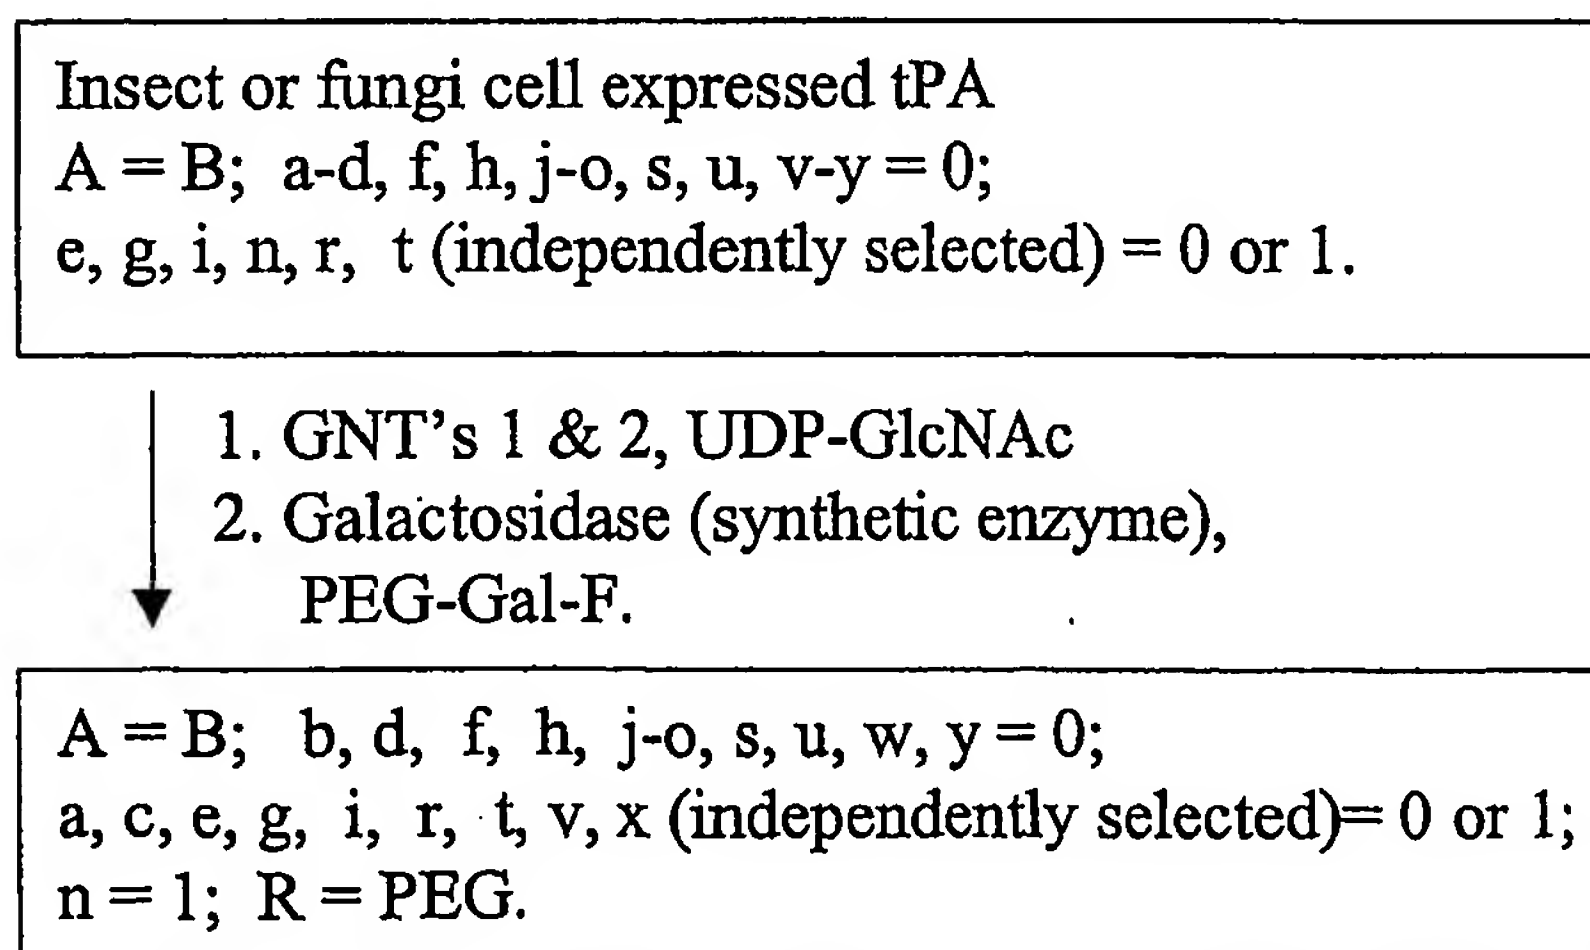 Insect or fungi cell expressed tPA
A = B; a-d, f, h, j-o, s, u, v-y = 0;
e, g, i, n, r, t (independently selected) = 0 or 1.
1. GNT’s 1 & 2, UDP-GlcNAc
2. Galactosidase (synthetic enzyme),
PEG-Gal-F.
A = B; b, d, f, h, j-o, s, u, w, y = 0;
a, c, e, g, i, r, t, v, x (independently selected)= 0 or 1;
n = 1; R = PEG.